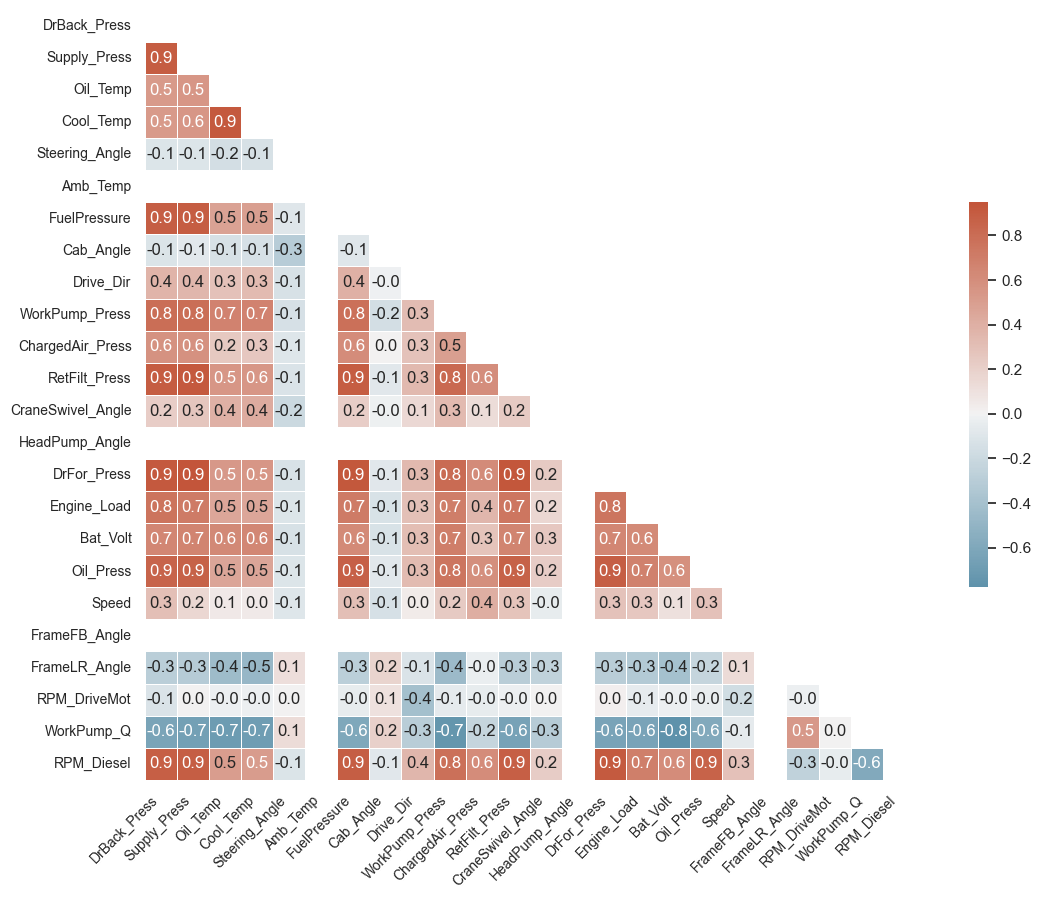 DrBack_Press
Supply_Press 0.9
Oil_Temp 0.5 0.5
Cool_Temp 0.5 0.6 0.9
Steering_Angle -0.1 -0.1 -0.2 -0.1
Amb_Temp
FuelPressure 0.9 0.9 0.5 0.5 -0.1
Cab_Angle -0.1 -0.1 -0.1 -0.1 -0.3 -0.1
Drive_Dir 0.4 0.4 0.3 0.3 -0.1 0.4 -0.0
WorkPump_Press 0.8 0.8 0.7 0.7 -0.1 0.8 -0.2 0.3
ChargedAir_Press 0.6 0.6 0.2 0.3 -0.1 0.6 0.0 0.3 0.5
RetFilt_Press 0.9 0.9 0.5 0.6 -0.1 0.9 -0.1 0.3 0.8 0.6
CraneSwivel_Angle 0.2 0.3 0.4 0.4 -0.2 0.2 -0.0 0.1 0.3 0.1 0.2
HeadPump_Angle
DrFor_Press 0.9 0.9 0.5 0.5 -0.1 0.9 -0.1 0.3 0.8 0.6 0.9 0.2
Engine_Load 0.8 0.7 0.5 0.5 -0.1 0.7 -0.1 0.3 0.7 0.4 0.7 0.2 0.8
Bat_Volt 0.7 0.7 0.6 0.6 -0.1 0.6 -0.1 0.3 0.7 0.3 0.7 0.3 0.7 0.6
Oil_Press 0.9 0.9 0.5 0.5 -0.1 0.9 -0.1 0.3 0.8 0.6 0.9 0.2 0.9 0.7 0.6
Speed 0.3 0.2 0.1 0.0 -0.1 0.3 -0.1 0.0 0.2 0.4 0.3 -0.0 0.3 0.3 0.1 0.3
FrameFB_Angle
FrameLR_Angle -0.3 -0.3 -0.4 -0.5 0.1 -0.3 0.2 -0.1 -0.4 -0.0 -0.3 -0.3 -0.3 -0.3 -0.4 -0.2 0.1
RPM_DriveMot -0.1 0.0 -0.0 -0.0 0.0 -0.0 0.1 -0.4 -0.1 -0.0 -0.0 0.0 0.0 -0.1 -0.0 -0.0 -0.2 -0.0
WorkPump_Q -0.6 -0.7 -0.7 -0.7 0.1 -0.6 0.2 -0.3 -0.7 -0.2 -0.6 -0.3 -0.6 -0.6 -0.8 -0.6 -0.1 0.5 0.0
RPM_Diesel 0.9 0.9 0.5 0.5 -0.1 0.9 -0.1 0.4 0.8 0.6 0.9 0.2 0.9 0.7 0.6 0.9 0.3 -0.3 -0.0 -0.6
DrBack_Press
Supply_Press
Oil_Temp
Cool_Temp
Steering_Angle
Amb_Temp
FuelPressure
Cab_Angle
Drive_Dir
WorkPump_Press
ChargedAir_Press
RetFilt_Press
CraneSwivel_Angle
HeadPump_Angle
DrFor_Press
Engine_Load
Bat_Volt
Oil_Press
Speed
FrameFB_Angle
FrameLR_Angle
RPM_DriveMot
WorkPump_Q
RPM_Diesel
0.8
0.6
0.4
0.2
0.0
-0.2
-0.4
-0.6